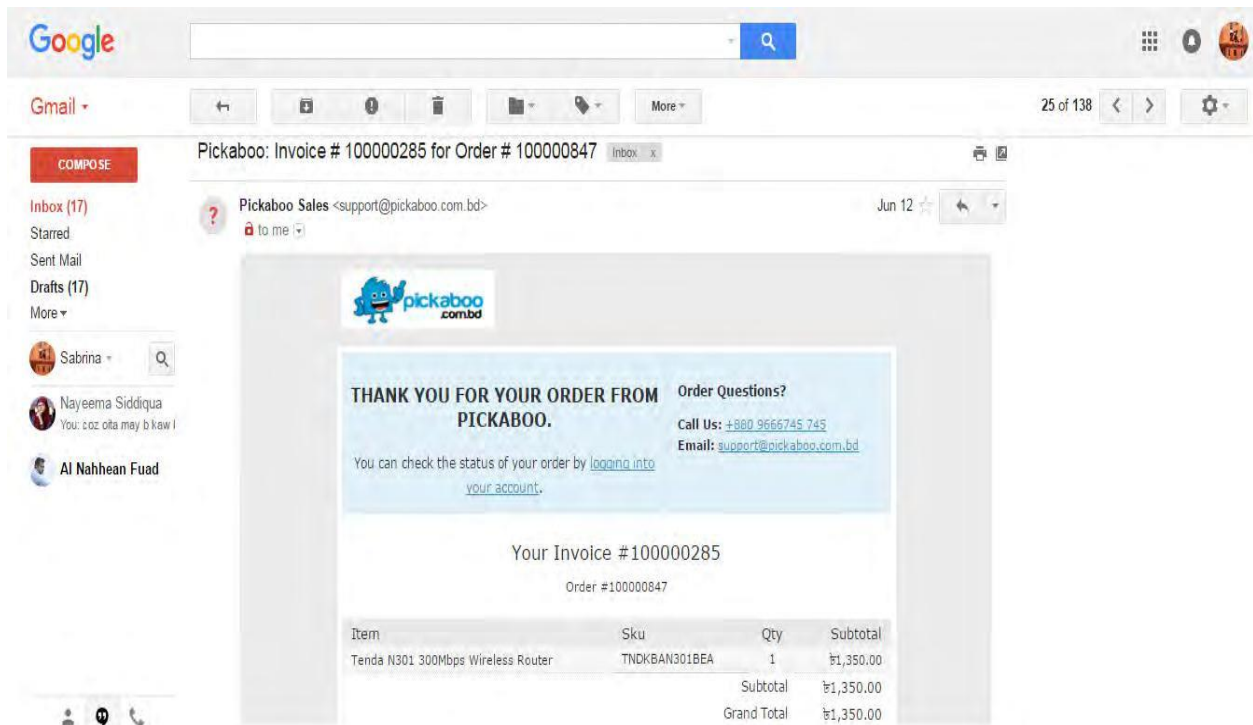 Google
Gmail
More
25 of 138
COMPOSE
Pickaboo: Invoice # 100000285 for Order # 100000847 Inbox x
Inbox (17)
Starred
Sent Mail
Drafts (17)
More
Pickaboo Sales <support@pickaboo.com.bd>
Jun 12
to me
Sabrina
Nayeema Siddiqua
You: coz oita may b kaw
Al Nahhean Fuad
pickaboo
.com.bd
THANK YOU FOR YOUR ORDER FROM
PICKABOO.
You can check the status of your order by logging into
your account.
Order Questions?
Call Us: +880 9666745 745
Email: support@pickaboo.com.bd
Your Invoice #100000285
Order #100000847
Item Sku Qty Subtotal
Tenda N301 300Mbps Wireless Router TNDKBAN301BEA 1 ৳1,350.00
Subtotal ৳1,350.00
Grand Total ৳1,350.00